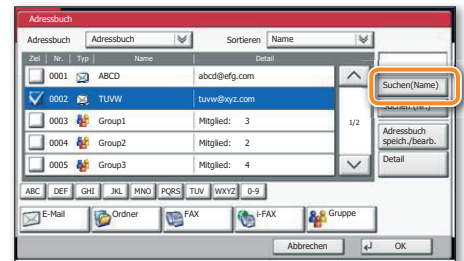 Adressbuch
Adressbuch Adressbuch Sortieren Name
Ziel Nr. Typ Name Detail
0001 ABCD abcd@efg.com
Suchen(Name)
0002 TUVW tuvw@xyz.com
Suchen (Nr.)
0003 Group1 Mitglied: 3 1/2
Adressbuch
speich./bearb.
0004 Group2 Mitglied: 2
0005 Group3 Mitglied: 4 Detail
ABC DEF GHI JKL MNO PQRS TUV WXYZ 0-9
E-Mail Ordner FAX i-FAX Gruppe
Abbrechen OK